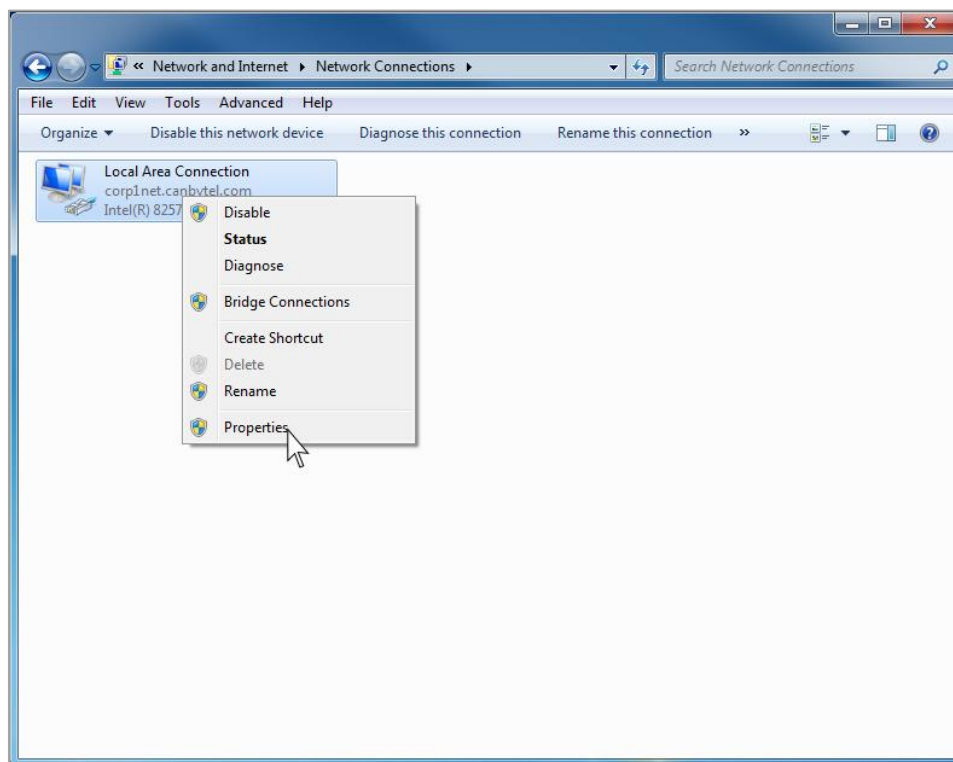 « Network and Internet ▸ Network Connections ▸ Search Network Connections
File Edit View Tools Advanced Help
Organize Disable this network device Diagnose this connection Rename this connection »
Local Area Connection
corp1net.canbytel.com
Intel(R) 8257
Disable
Status
Diagnose
Bridge Connections
Create Shortcut
Delete
Rename
Properties